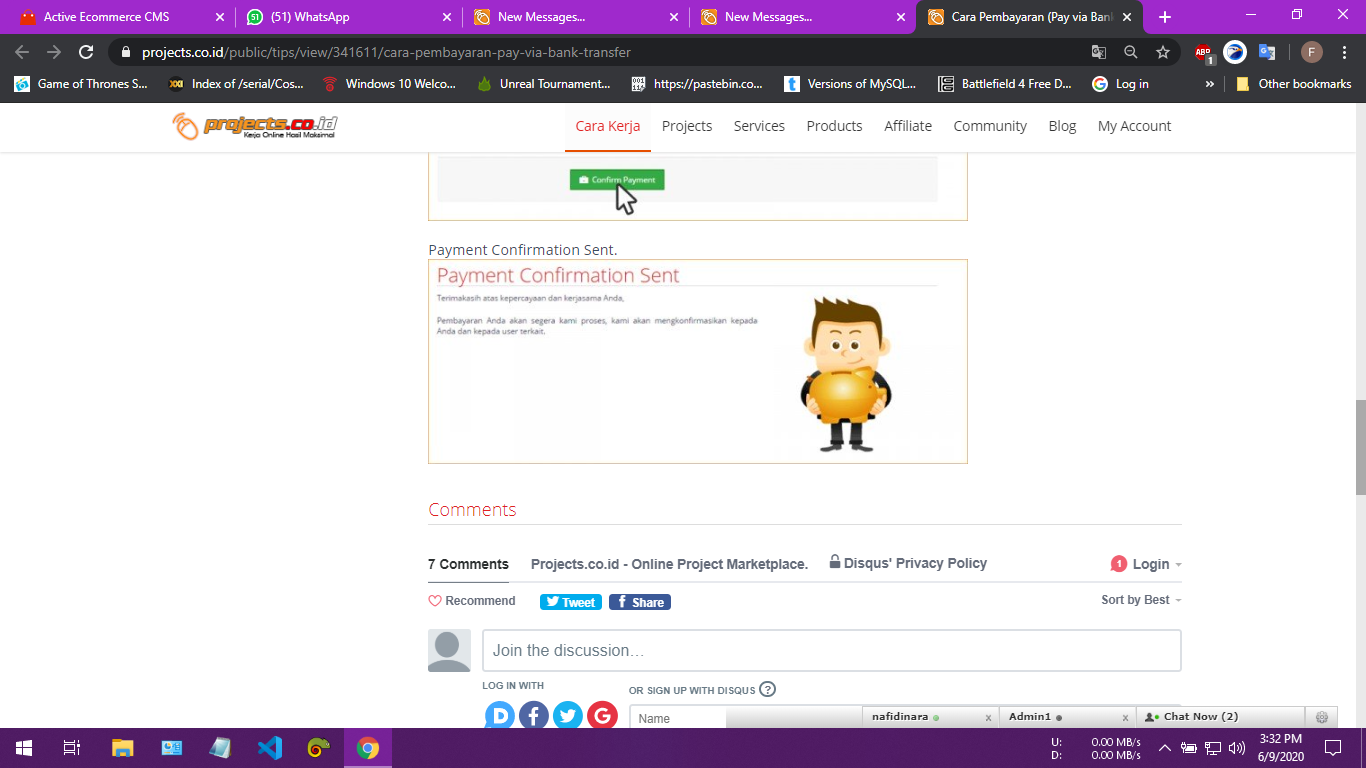 Active Ecommerce CMS
(51) WhatsApp
New Messages...
New Messages...
Cara Pembayaran (Pay via Ban
projects.co.id/public/tips/view/341611/cara-pembayaran-pay-via-bank-transfer
ABP
1
F
Game of Thrones S...
Index of /serial/Cos...
Windows 10 Welco...
Unreal Tournament...
https://pastebin.co...
Versions of MySQL...
Battlefield 4 Free D...
Log in
»
Other bookmarks
projects.co.id
Kerja Online Hasil Maksimal
Cara Kerja
Projects
Services
Products
Affiliate
Community
Blog
My Account
Confirm Payment
Payment Confirmation Sent.
Payment Confirmation Sent
Terimakasih atas kepercayaan dan kerjasama Anda,
Pembayaran Anda akan segera kami proses, kami akan mengkonfirmasikan kepada
Anda dan kepada user terkait.
Comments
7 Comments
Projects.co.id - Online Project Marketplace.
Disqus' Privacy Policy
1 Login
Recommend
Tweet
Share
Sort by Best
Join the discussion…
LOG IN WITH
OR SIGN UP WITH DISQUS ?
Name
nafidinara
x
Admin1
x
Chat Now (2)
U: 0.00 MB/s
D: 0.00 MB/s
3:32 PM
6/9/2020